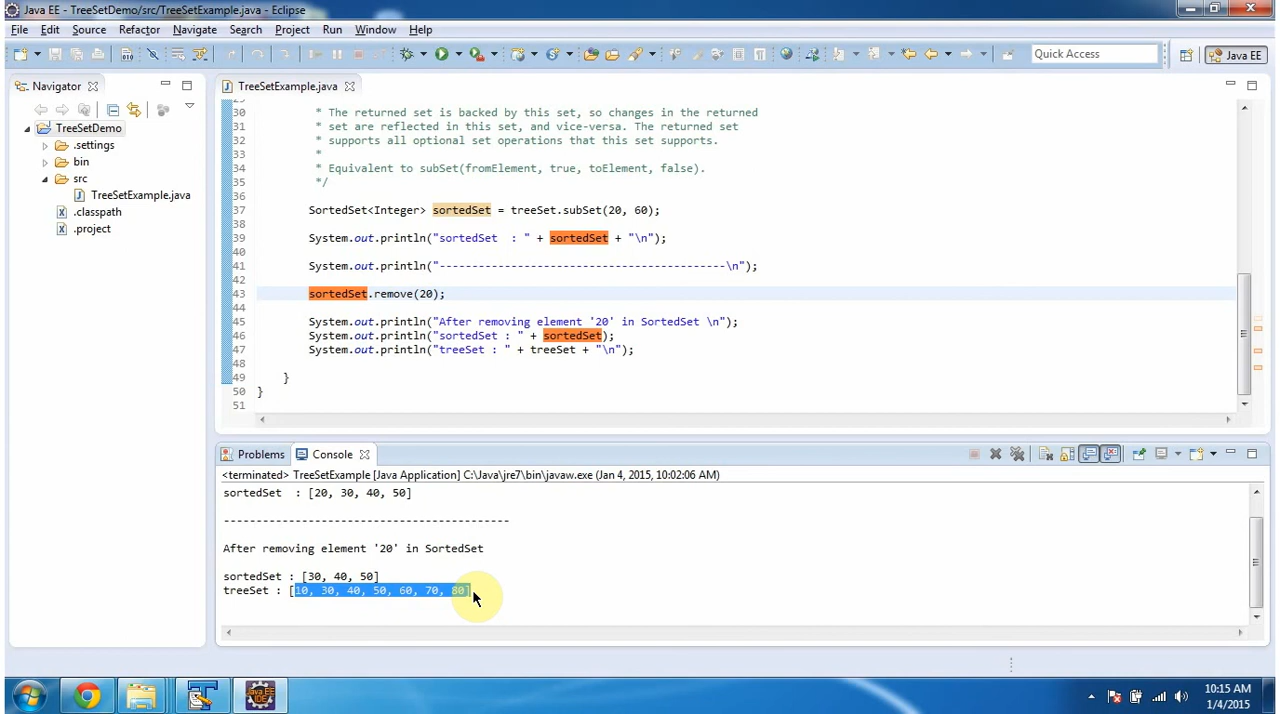 Java EE - TreeSetDemo/src/TreeSetExample.java - Eclipse
File Edit Source Refactor Navigate Search Project Run Window Help
Quick Access
Java EE
Navigator
TreeSetExample.java
TreeSetDemo
.settings
bin
src
TreeSetExample.java
.classpath
.project
30 * The returned set is backed by this set, so changes in the returned
31 * set are reflected in this set, and vice-versa. The returned set
32 * supports all optional set operations that this set supports.
33 *
34 * Equivalent to subSet(fromElement, true, toElement, false).
35 */
36
37 SortedSet<Integer> sortedSet = treeSet.subSet(20, 60);
38
39 System.out.println("sortedSet  : " + sortedSet + "\n");
40
41 System.out.println("--------------------------------------------\n");
42
43 sortedSet.remove(20);
44
45 System.out.println("After removing element '20' in SortedSet \n");
46 System.out.println("sortedSet : " + sortedSet);
47 System.out.println("treeSet : " + treeSet + "\n");
48
49 }
50 }
51
Problems Console
<terminated> TreeSetExample [Java Application] C:\Java\jre7\bin\javaw.exe (Jan 4, 2015, 10:02:06 AM)
sortedSet  : [20, 30, 40, 50]
--------------------------------------------
After removing element '20' in SortedSet
sortedSet : [30, 40, 50]
treeSet : [10, 30, 40, 50, 60, 70, 80]
10:15 AM
1/4/2015